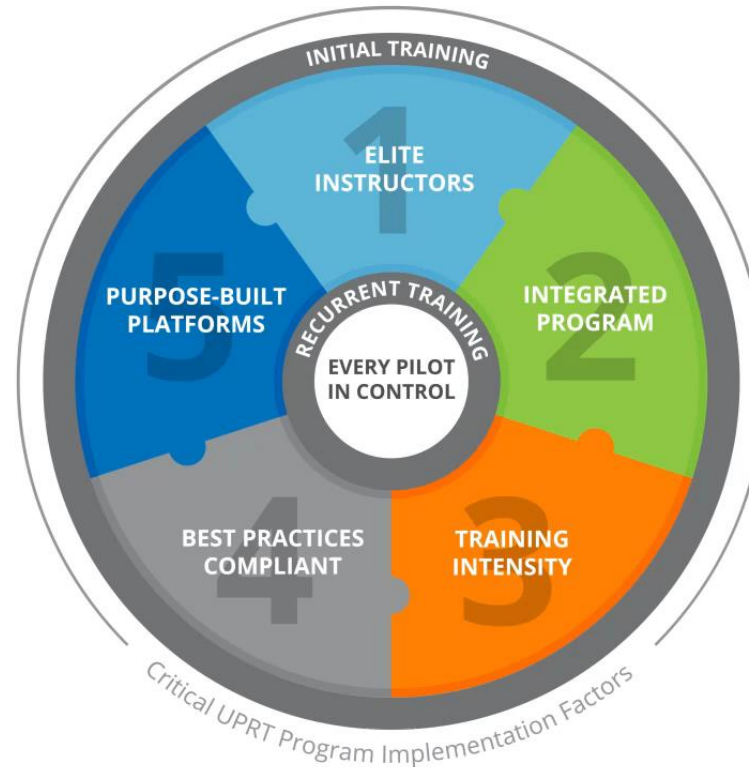 INITIAL TRAINING
1
ELITE
INSTRUCTORS
2
INTEGRATED
PROGRAM
3
TRAINING
INTENSITY
4
BEST PRACTICES
COMPLIANT
5
PURPOSE-BUILT
PLATFORMS
RECURRENT TRAINING
EVERY PILOT
IN CONTROL
Critical UPRT Program Implementation Factors